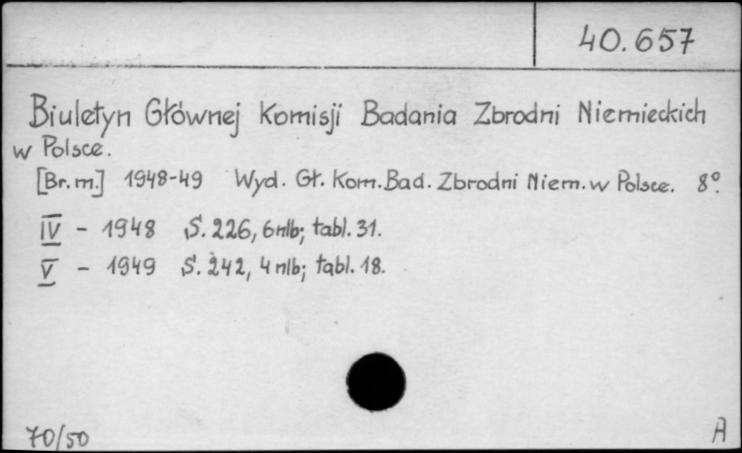 40.657
Biuletyn Głównej Komisji Badania Zbrodni Niemieckich
w Polsce.
[Br. m.] 1948-49 Wyd. Gł. Kom. Bad. Zbrodni Niem. w Polsce. 8°.
IV - 1948 S. 226, 6 nlb; tabl. 31.
V - 1949 S. 242, 4 nlb; tabl. 18.
70/50
A